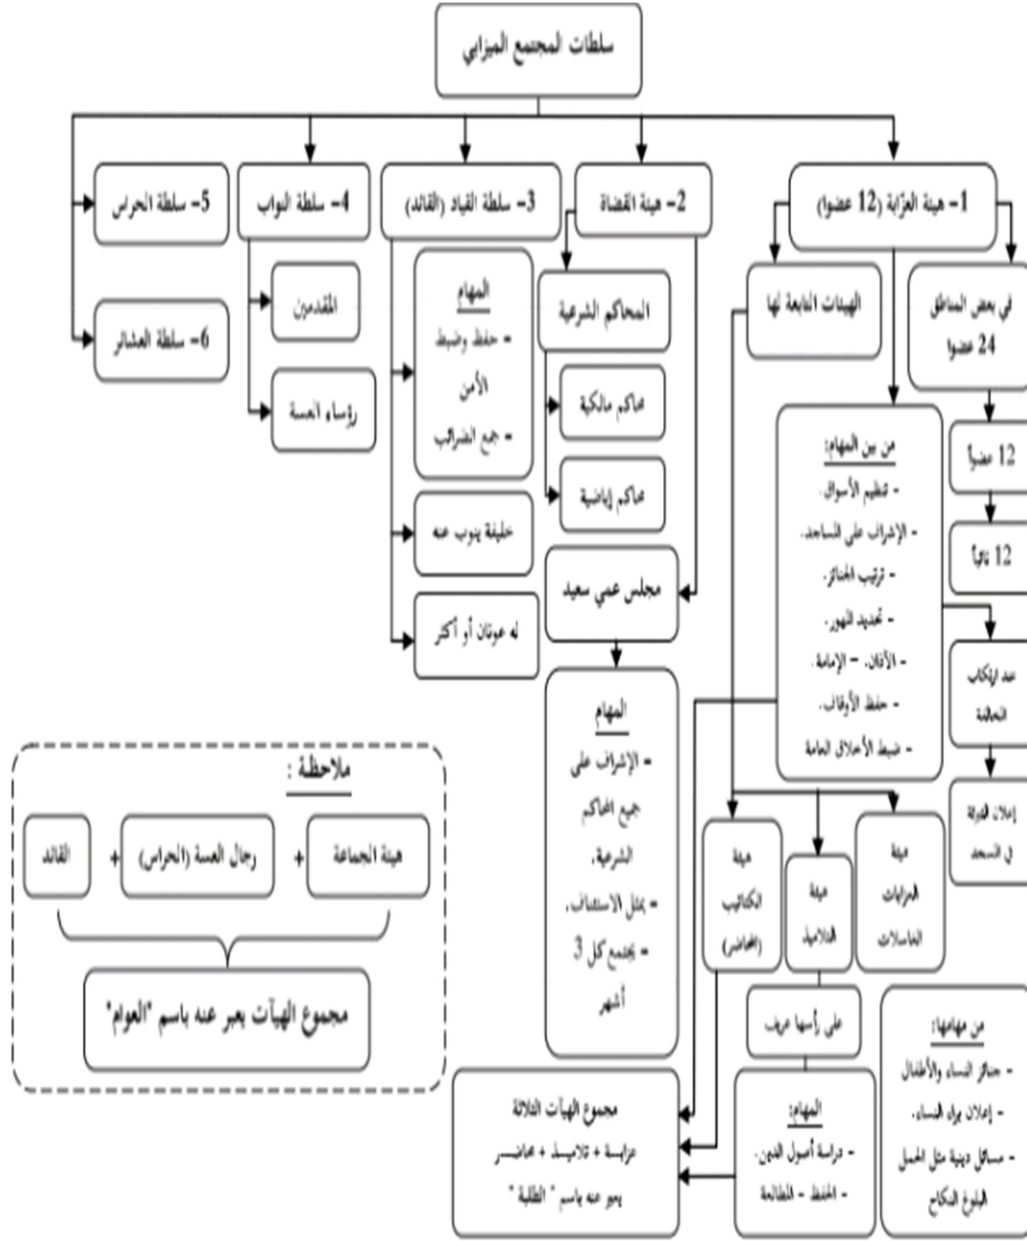 سلطات المجتمع الميزابي
1- هيئة العزّابة (12 عضوا)
2- هيئة القضاة
3- سلطة القياد (القائد)
4- سلطة النواب
5- سلطة الحراس
6- سلطة العشائر
في بعض المناطق
24 عضوا
12 عضواً
12 نائباً
الهيئات التابعة لها
من بين المهام:
- تنظيم الأسواق.
- الإشراف على المساجد.
- ترتيب الجنائز.
- تحديد المهور.
- الأذان. - الإمامة.
- حفظ الأوقاف.
- ضبط الأخلاق العامة
عند ارتكاب
المخالفة
إعلان البراءة
في المسجد
هيئة
العزابات
الغاسلات
هيئة
التلاميذ
هيئة
الكتاتيب
(المحاضر)
على رأسها عريف
من مهامها:
- جنائز النساء والأطفال
- إعلان براء النساء.
- مسائل دينية مثل الحمل
البلوغ النكاح
المهام:
- دراسة أصول الدين.
- الحفظ - المطالعة
مجموع الهيآت الثلاثة
عزابة + تلاميذ + محاضر
يعبر عنه باسم " الطلبة "
المحاكم الشرعية
محاكم مالكية
محاكم إباضية
مجلس عمي سعيد
المهام
- الإشراف على
جميع المحاكم
الشرعية.
- يمثل الاستئناف.
- يجتمع كل 3
أشهر
المهام
- حفظ وضبط
الأمن
- جمع الضرائب
خليفة ينوب عنه
له عونان أو أكثر
المقدمين
رؤساء العسة
ملاحظة :
هيئة الجماعة
+
رجال العسة (الحراس)
+
القائد
مجموع الهيآت يعبر عنه باسم "العوام"